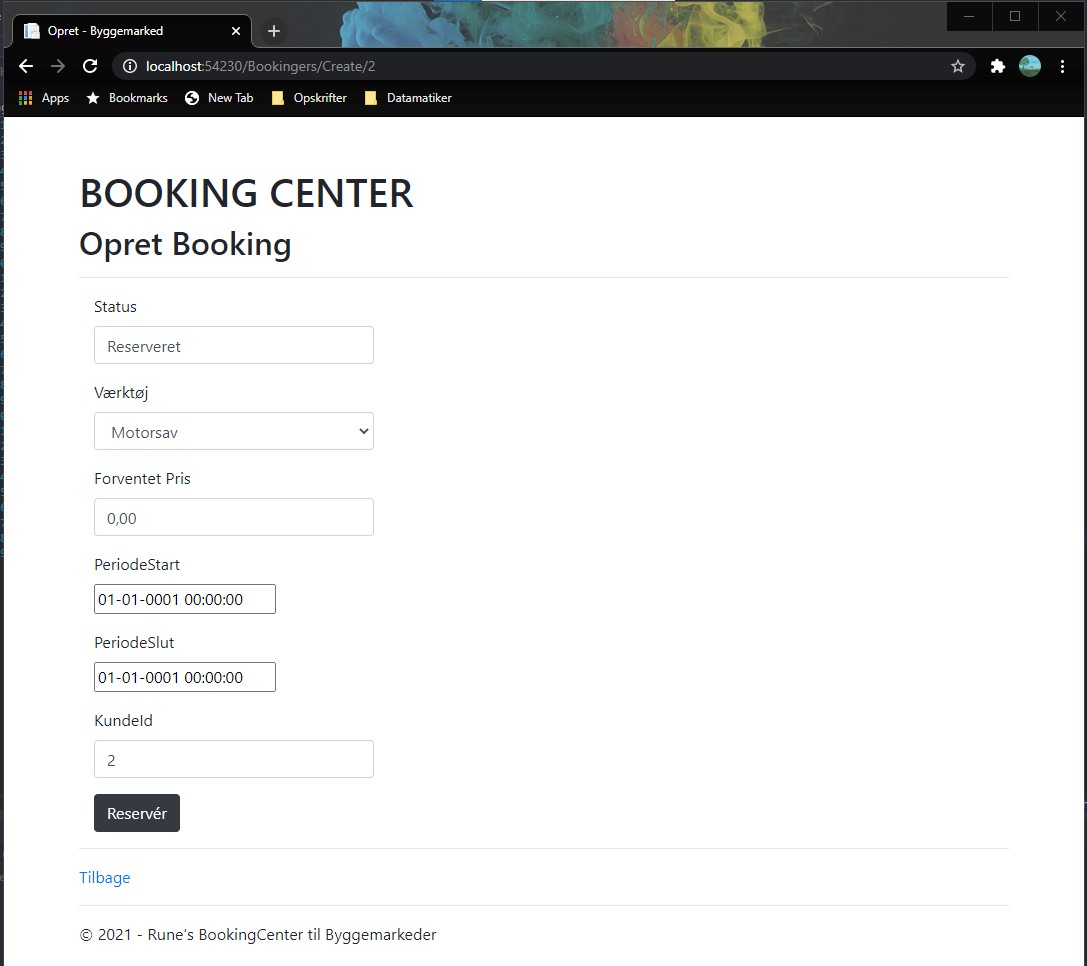 Opret - Byggemarked
localhost:54230/Bookingers/Create/2
Apps Bookmarks New Tab Opskrifter Datamatiker
BOOKING CENTER
Opret Booking
Status
Reserveret
Værktøj
Motorsav
Forventet Pris
0,00
PeriodeStart
01-01-0001 00:00:00
PeriodeSlut
01-01-0001 00:00:00
KundeId
2
Reservér
Tilbage
© 2021 - Rune's BookingCenter til Byggemarkeder